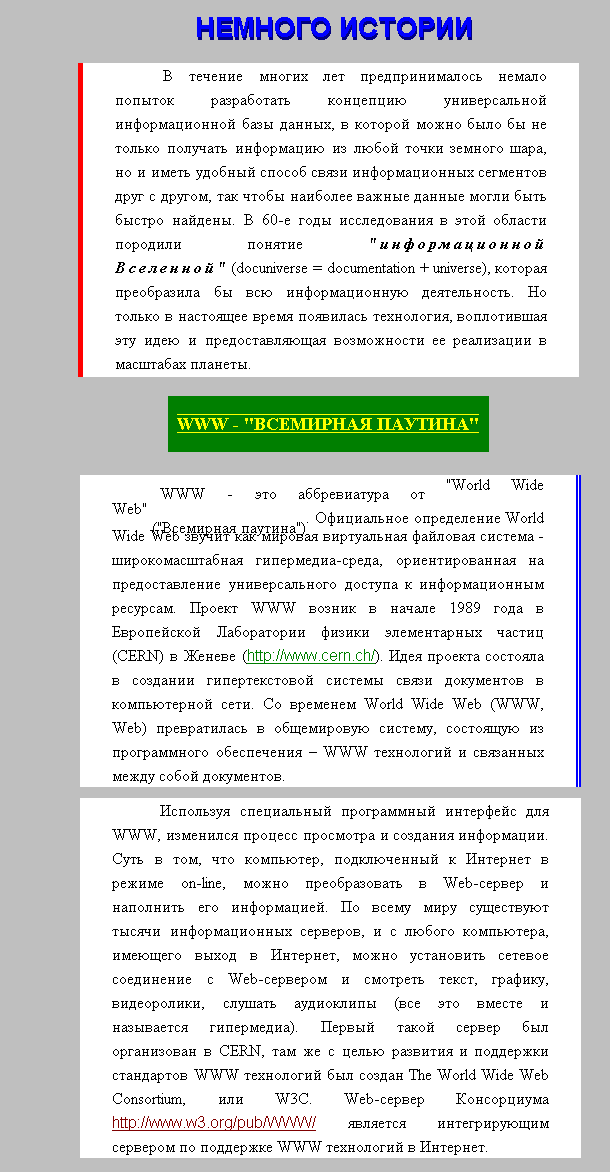 НЕМНОГО ИСТОРИИ
В течение многих лет предпринималось немало
попыток разработать концепцию универсальной
информационной базы данных, в которой можно было бы не
только получать информацию из любой точки земного шара,
но и иметь удобный способ связи информационных сегментов
друг с другом, так чтобы наиболее важные данные могли быть
быстро найдены. В 60-е годы исследования в этой области
породили понятие "информационной
Вселенной" (docuniverse = documentation + universe), которая
преобразила бы всю информационную деятельность. Но
только в настоящее время появилась технология, воплотившая
эту идею и предоставляющая возможности ее реализации в
масштабах планеты.
WWW - "ВСЕМИРНАЯ ПАУТИНА"
WWW - это аббревиатура от "World Wide
Web"
("Всемирная паутина"). Официальное определение World
Wide Web звучит как мировая виртуальная файловая система -
широкомасштабная гипермедиа-среда, ориентированная на
предоставление универсального доступа к информационным
ресурсам. Проект WWW возник в начале 1989 года в
Европейской Лаборатории физики элементарных частиц
(CERN) в Женеве (http://www.cern.ch/). Идея проекта состояла
в создании гипертекстовой системы связи документов в
компьютерной сети. Со временем World Wide Web (WWW,
Web) превратилась в общемировую систему, состоящую из
программного обеспечения – WWW технологий и связанных
между собой документов.
Используя специальный программный интерфейс для
WWW, изменился процесс просмотра и создания информации.
Суть в том, что компьютер, подключенный к Интернет в
режиме on-line, можно преобразовать в Web-сервер и
наполнить его информацией. По всему миру существуют
тысячи информационных серверов, и с любого компьютера,
имеющего выход в Интернет, можно установить сетевое
соединение с Web-сервером и смотреть текст, графику,
видеоролики, слушать аудиоклипы (все это вместе и
называется гипермедиа). Первый такой сервер был
организован в CERN, там же с целью развития и поддержки
стандартов WWW технологий был создан The World Wide Web
Consortium, или W3C. Web-сервер Консорциума
http://www.w3.org/pub/WWW/ является интегрирующим
сервером по поддержке WWW технологий в Интернет.